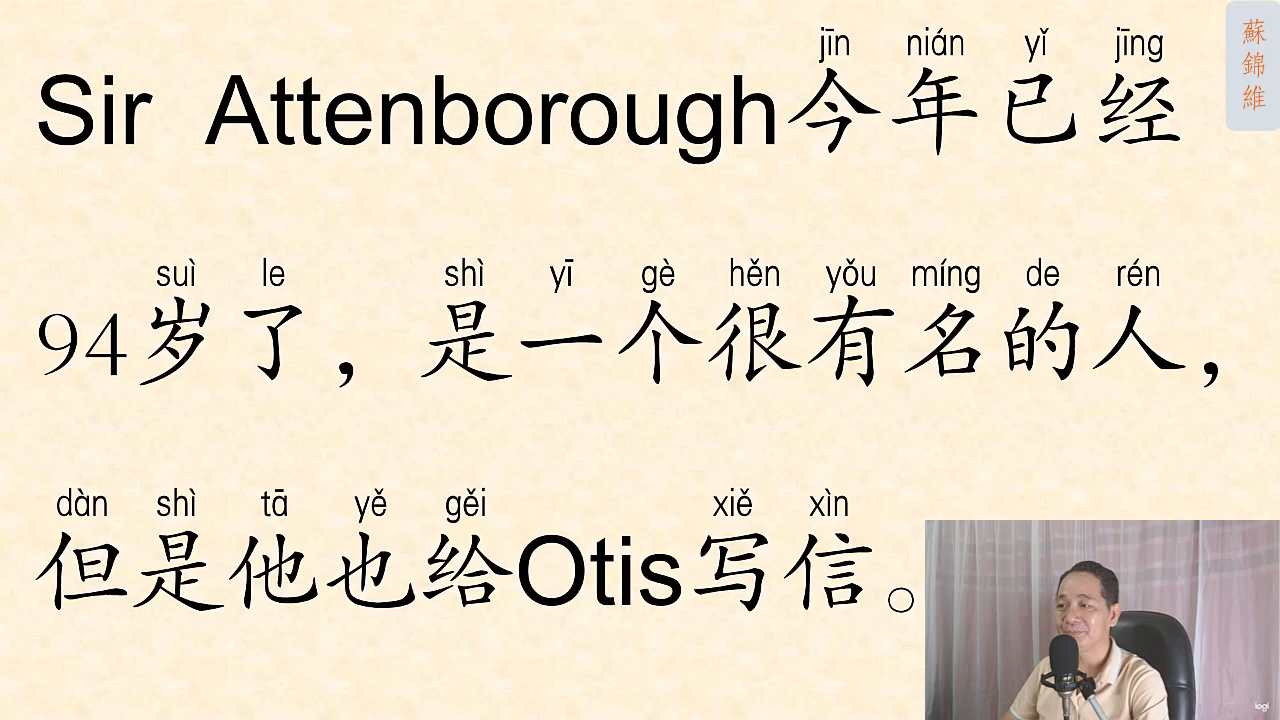 jīn nián yǐ jīng
Sir Attenborough今年已经
suì le shì yī gè hěn yǒu míng de rén
94岁了，是一个很有名的人，
dàn shì tā yě gěi xiě xìn
但是他也给Otis写信。
蘇錦維
logi